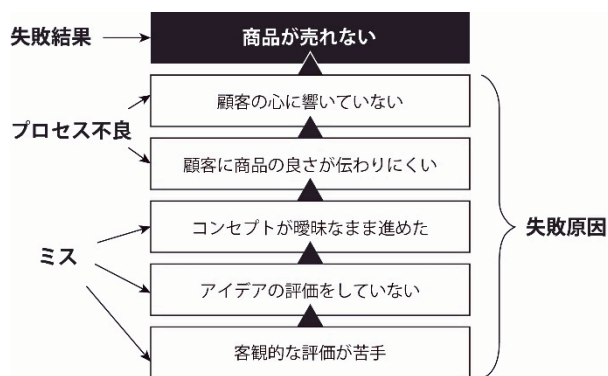 失敗結果
商品が売れない
顧客の心に響いていない
プロセス不良
顧客に商品の良さが伝わりにくい
コンセプトが曖昧なまま進めた
失敗原因
ミス
アイデアの評価をしていない
客観的な評価が苦手